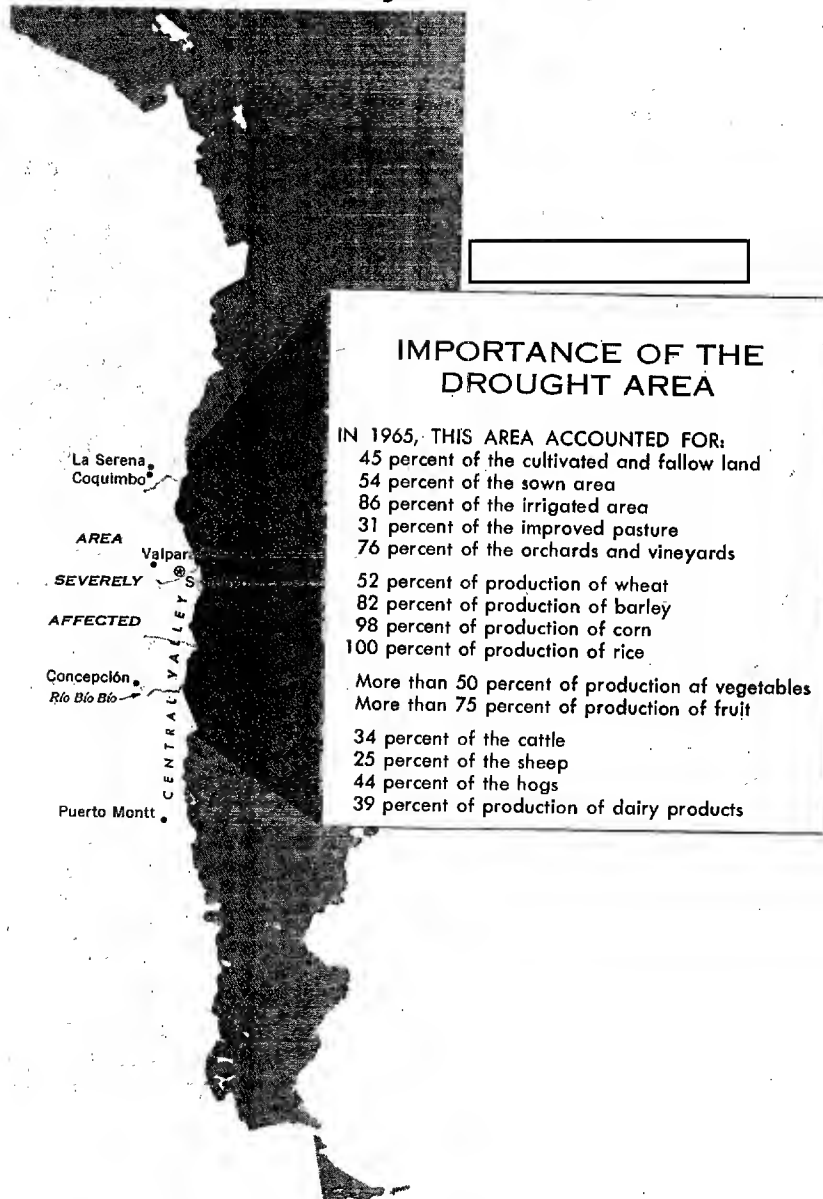 La Serena
Coquimbo
AREA
Valpar
SEVERELY
S
AFFECTED
CENTRAL VALLEY
Concepción
Río Bío Bío
Puerto Montt
IMPORTANCE OF THE
DROUGHT AREA
IN 1965, THIS AREA ACCOUNTED FOR:
45 percent of the cultivated and fallow land
54 percent of the sown area
86 percent of the irrigated area
31 percent of the improved pasture
76 percent of the orchards and vineyards
52 percent of production of wheat
82 percent of production of barley
98 percent of production of corn
100 percent of production of rice
More than 50 percent of production of vegetables
More than 75 percent of production of fruit
34 percent of the cattle
25 percent of the sheep
44 percent of the hogs
39 percent of production of dairy products